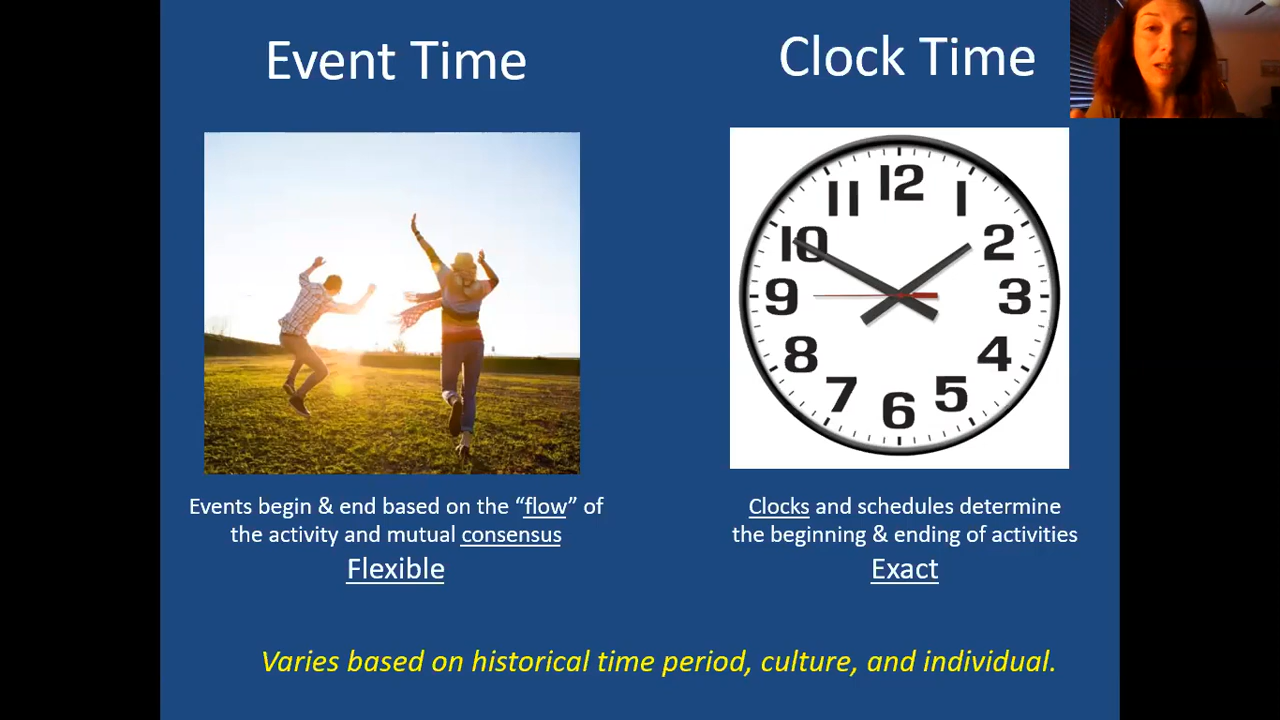 Event Time
Clock Time
12
11
1
10
2
9
3
8
4
7
5
6
Events begin & end based on the “flow” of
the activity and mutual consensus
Flexible
Clocks and schedules determine
the beginning & ending of activities
Exact
Varies based on historical time period, culture, and individual.